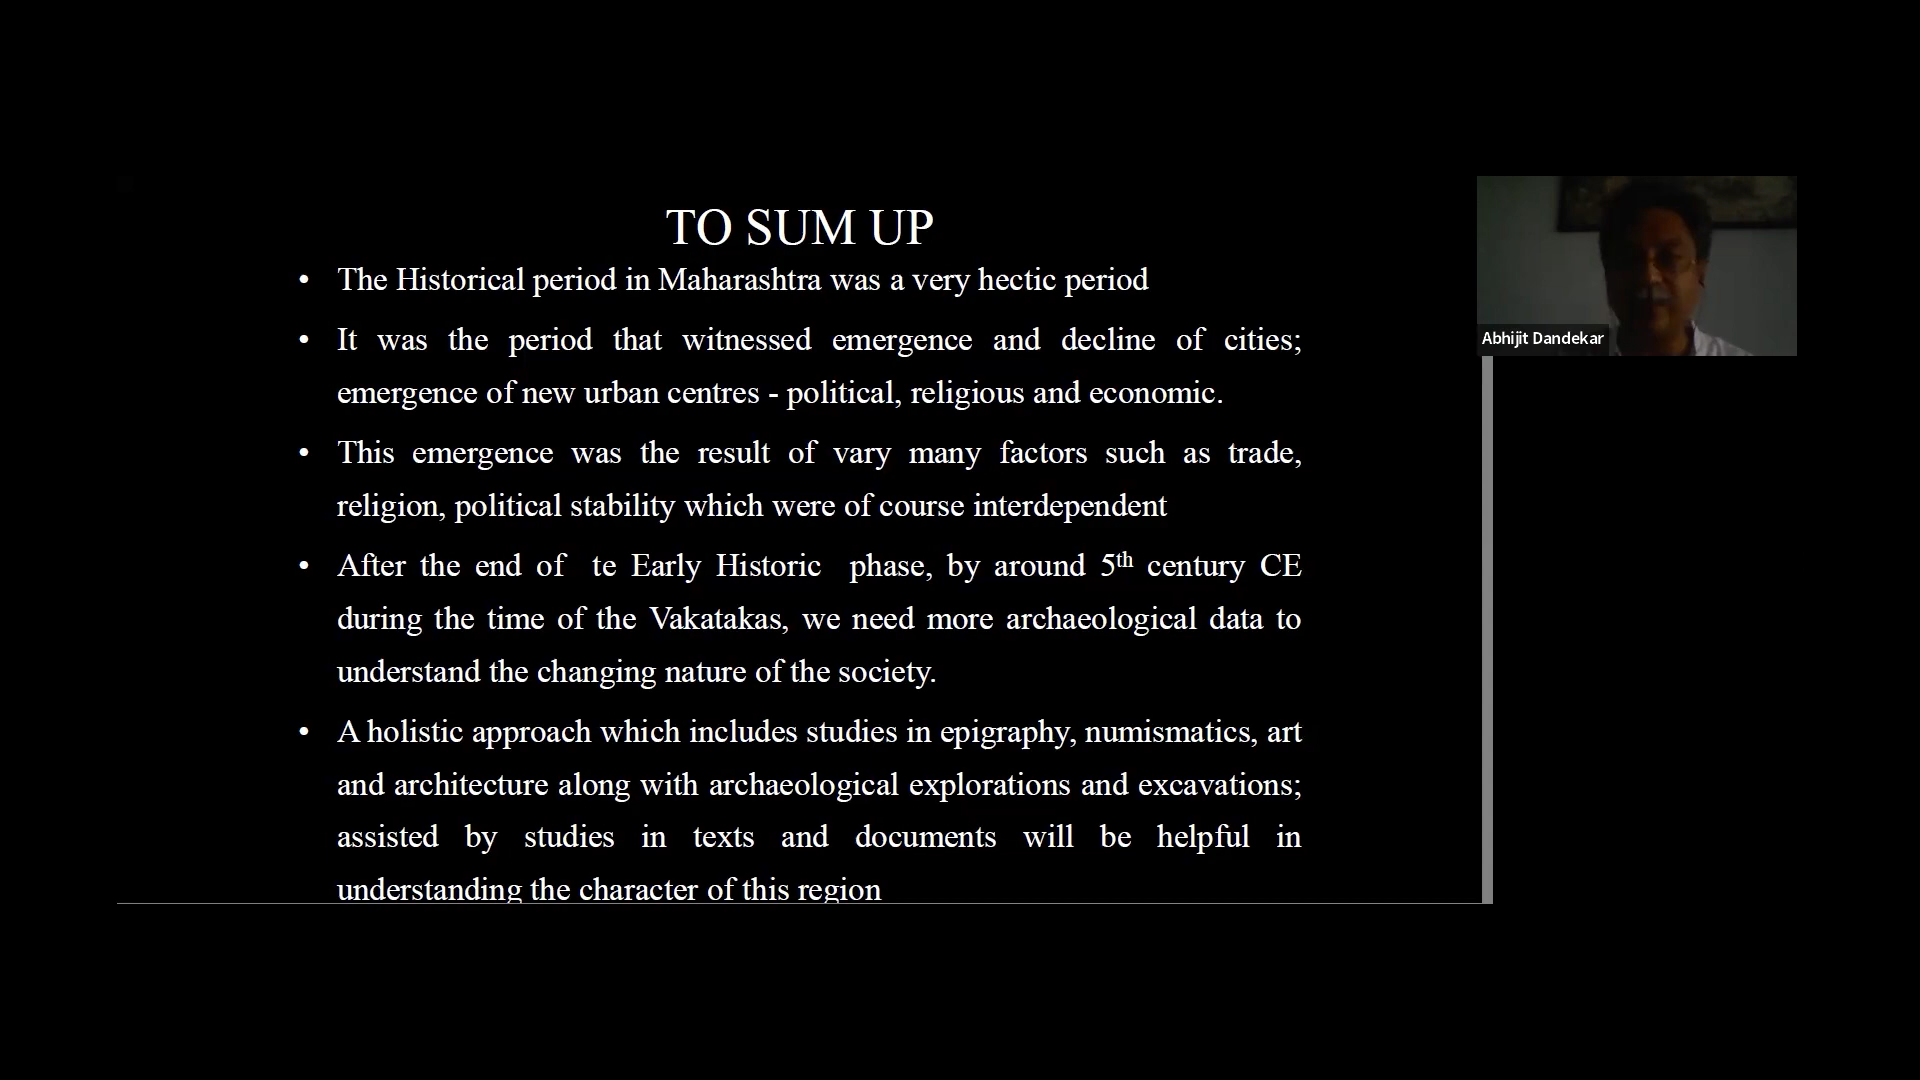 TO SUM UP
• The Historical period in Maharashtra was a very hectic period
• It was the period that witnessed emergence and decline of cities;
emergence of new urban centres - political, religious and economic.
• This emergence was the result of vary many factors such as trade,
religion, political stability which were of course interdependent
• After the end of te Early Historic phase, by around 5th century CE
during the time of the Vakatakas, we need more archaeological data to
understand the changing nature of the society.
• A holistic approach which includes studies in epigraphy, numismatics, art
and architecture along with archaeological explorations and excavations;
assisted by studies in texts and documents will be helpful in
understanding the character of this region
Abhijit Dandekar